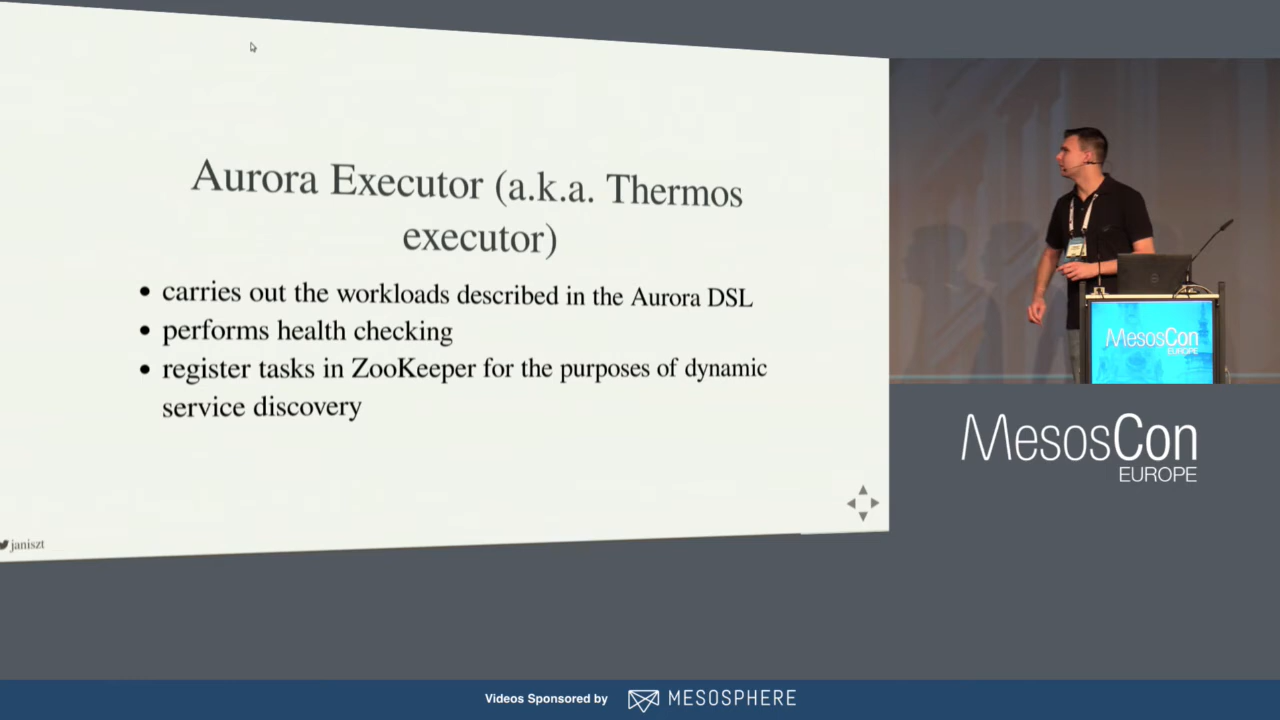 Aurora Executor (a.k.a. Thermos
executor)
• carries out the workloads described in the Aurora DSL
• performs health checking
• register tasks in ZooKeeper for the purposes of dynamic
service discovery
janiszt
MesosCon
EUROPE
MesosCon
EUROPE
Videos Sponsored by MESOSPHERE